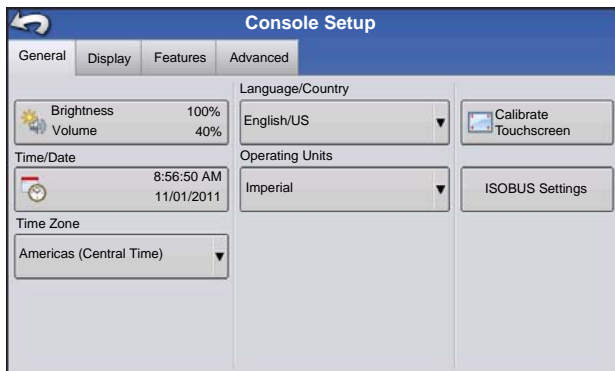 Console Setup
General
Display
Features
Advanced
Brightness 100%
Volume 40%
Time/Date
8:56:50 AM
11/01/2011
Time Zone
Americas (Central Time)
Language/Country
English/US
Operating Units
Imperial
Calibrate
Touchscreen
ISOBUS Settings